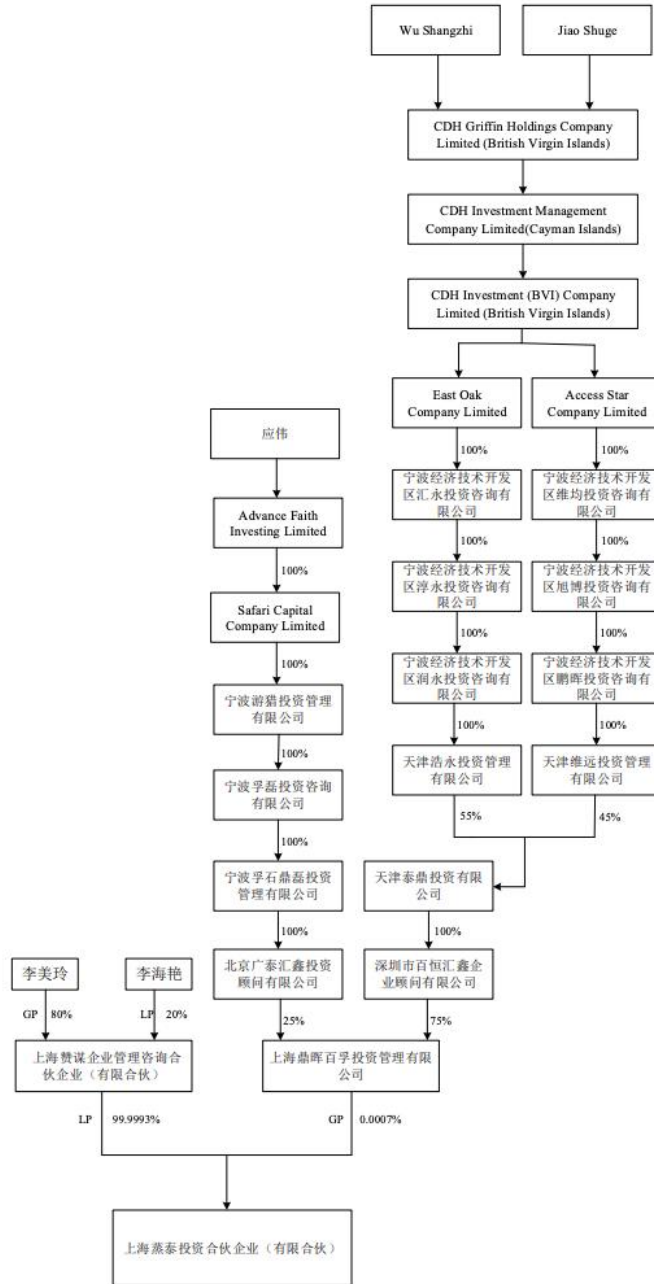 Wu Shangzhi
Jiao Shuge
CDH Griffin Holdings Company
Limited (British Virgin Islands)
CDH Investment Management
Company Limited(Cayman Islands)
CDH Investment (BVI) Company
Limited (British Virgin Islands)
East Oak
Company Limited
Access Star
Company Limited
应伟
100%
100%
宁波经济技术开发
区汇永投资咨询有
限公司
宁波经济技术开发
区维均投资咨询有
限公司
Advance Faith
Investing Limited
100%
100%
100%
Safari Capital
Company Limited
宁波经济技术开发
区淳永投资咨询有
限公司
宁波经济技术开发
区旭博投资咨询有
限公司
100%
100%
100%
宁波游猎投资管理
有限公司
宁波经济技术开发
区润永投资咨询有
限公司
宁波经济技术开发
区鹏晖投资咨询有
限公司
100%
100%
100%
宁波孚磊投资咨询
有限公司
天津浩永投资管理
有限公司
天津维远投资管理
有限公司
100%
55%
45%
宁波孚石鼎磊投资
管理有限公司
天津泰鼎投资有限
公司
100%
100%
李美玲
李海艳
北京广泰汇鑫投资
顾问有限公司
深圳市百恒汇鑫企
业顾问有限公司
GP 80%
LP 20%
25%
75%
上海赞谋企业管理咨询合
伙企业（有限合伙）
上海鼎晖百孚投资管理有限
公司
LP 99.9993%
GP 0.0007%
上海蒸泰投资合伙企业（有限合伙）